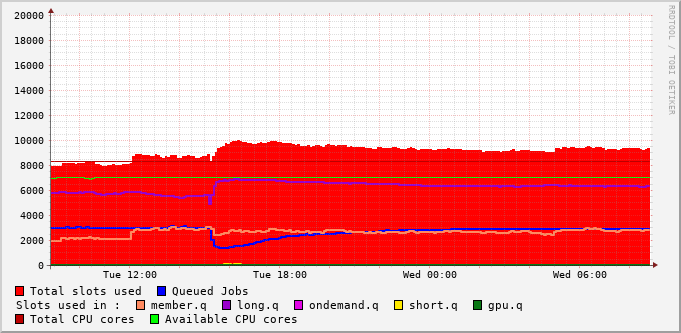 20000
18000
16000
14000
12000
10000
8000
6000
4000
2000
0
Tue 12:00 Tue 18:00 Wed 00:00 Wed 06:00
Total slots used Queued Jobs
Slots used in : member.q long.q ondemand.q short.q gpu.q
Total CPU cores Available CPU cores
RRDTOOL / TOBI OETIKER